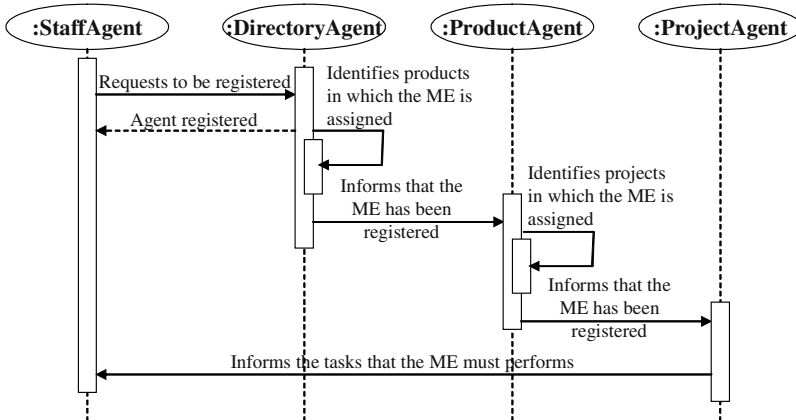 :StaffAgent
:DirectoryAgent
:ProductAgent
:ProjectAgent
Requests to be registered
Identifies products
in which the ME is
assigned
Agent registered
Informs that the
ME has been
registered
Identifies projects
in which the ME is
assigned
Informs that the
ME has been
registered
Informs the tasks that the ME must performs